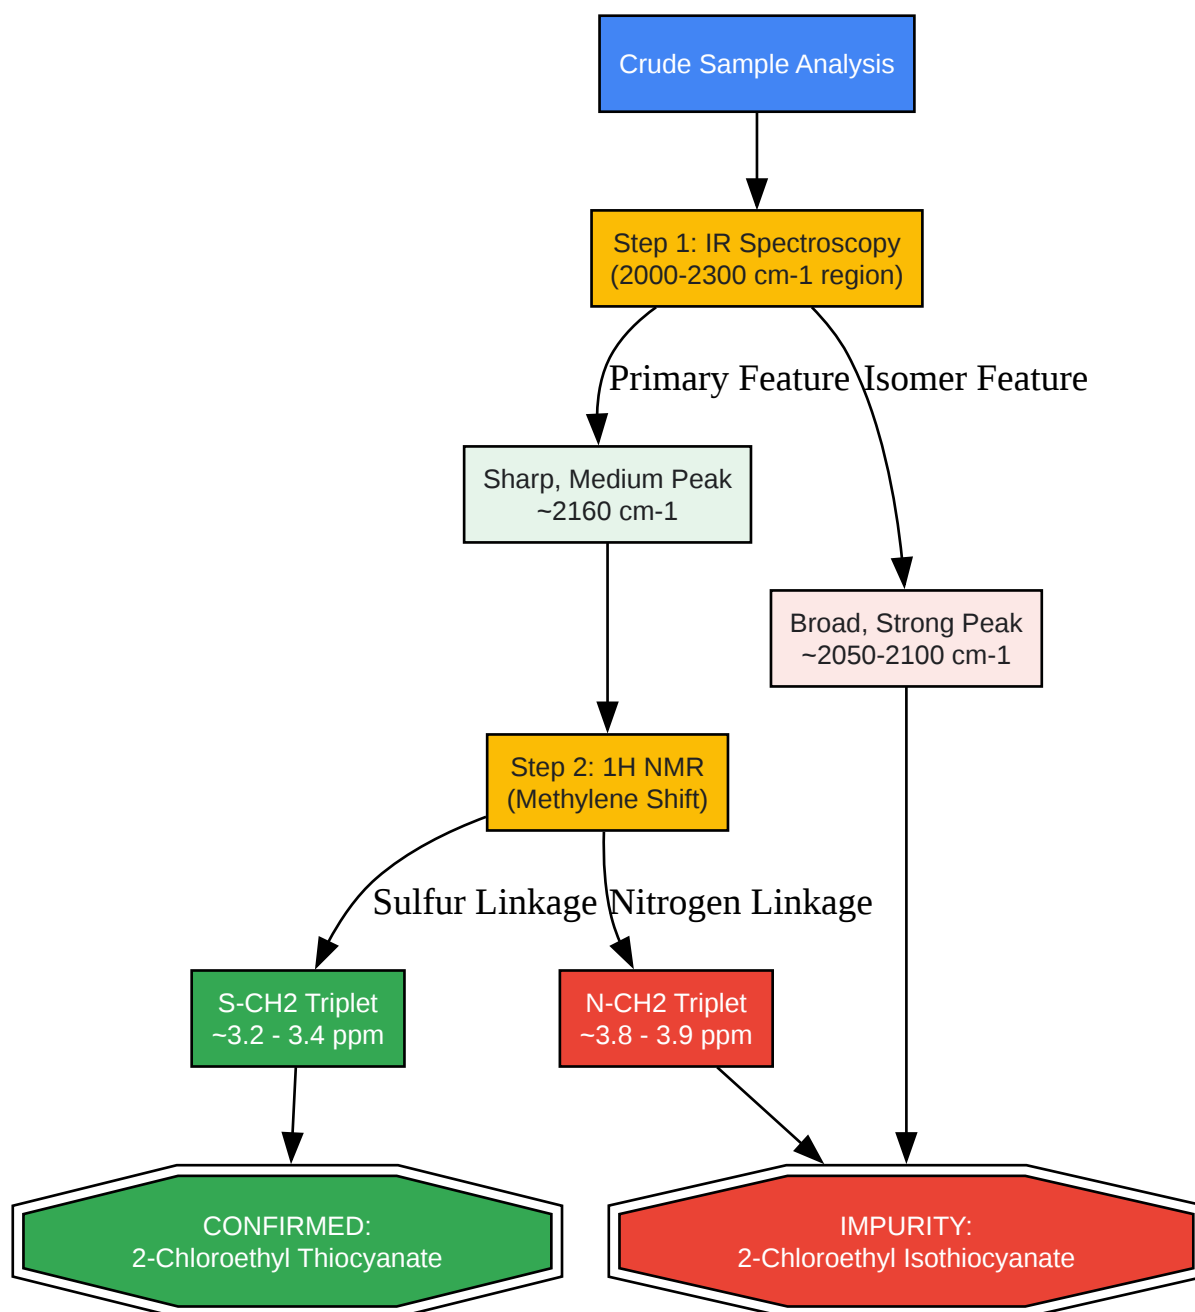 Crude Sample Analysis
Step 1: IR Spectroscopy
(2000-2300 cm-1 region)
Primary Feature
Isomer Feature
Sharp, Medium Peak
~2160 cm-1
Broad, Strong Peak
~2050-2100 cm-1
Step 2: 1H NMR
(Methylene Shift)
Sulfur Linkage
Nitrogen Linkage
S-CH2 Triplet
~3.2 - 3.4 ppm
N-CH2 Triplet
~3.8 - 3.9 ppm
CONFIRMED:
2-Chloroethyl Thiocyanate
IMPURITY:
2-Chloroethyl Isothiocyanate